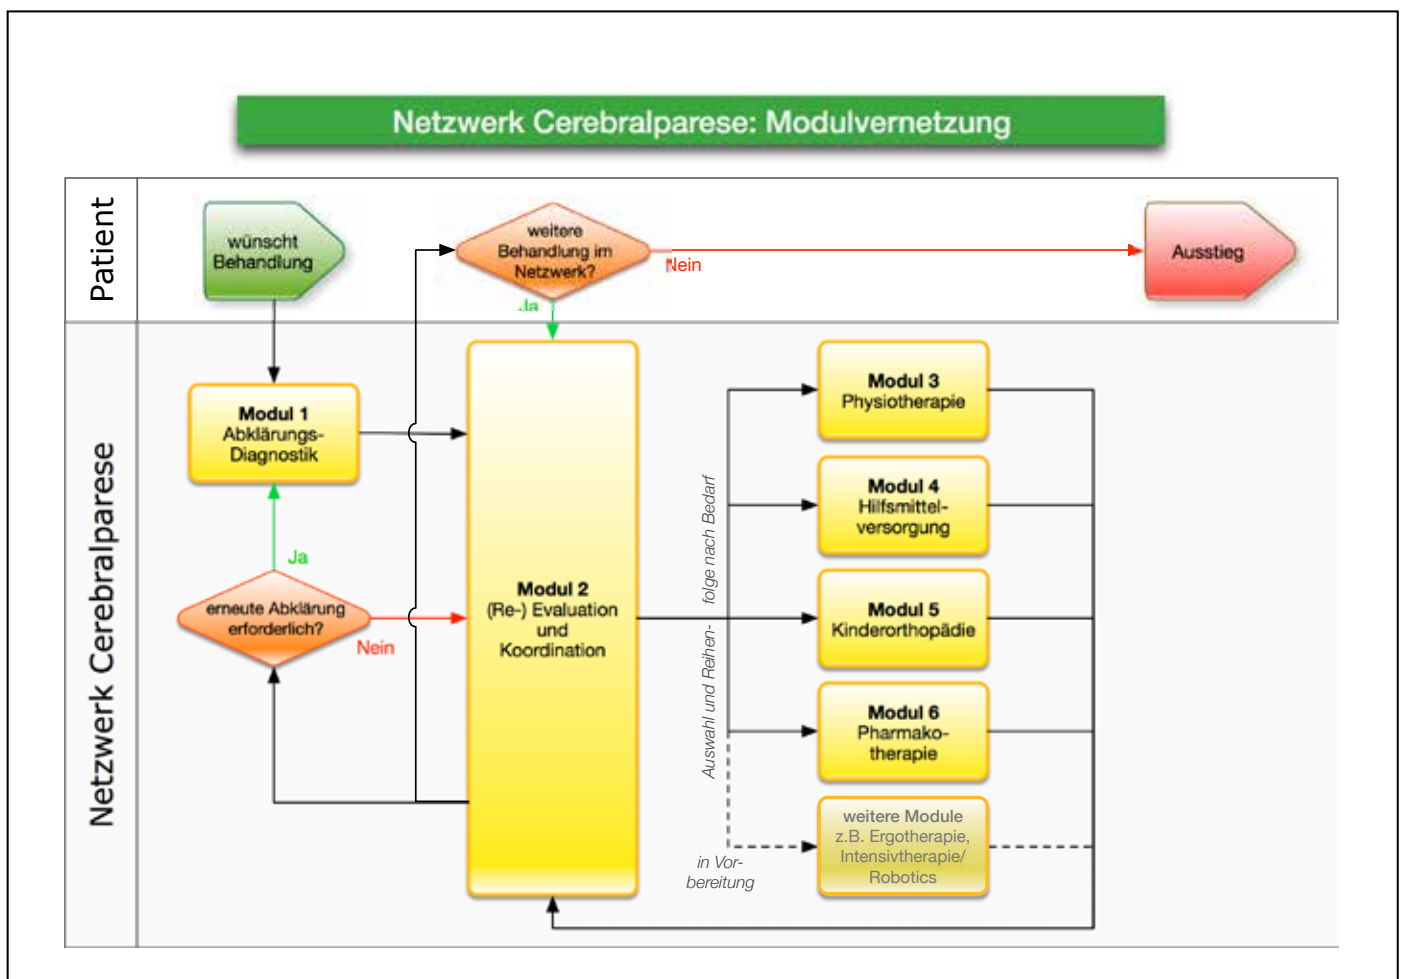 Netzwerk Cerebralparese: Modulvernetzung
Patient
wünscht
Behandlung
weitere
Behandlung im
Netzwerk?
Nein
Ja
Ausstieg
Netzwerk Cerebralparese
Modul 1
Abklärungs-
Diagnostik
Ja
erneute Abklärung
erforderlich?
Nein
Modul 2
(Re-) Evaluation
und
Koordination
Auswahl und Reihen- folge nach Bedarf
in Vor-
bereitung
Modul 3
Physiotherapie
Modul 4
Hilfsmittel-
versorgung
Modul 5
Kinderorthopädie
Modul 6
Pharmako-
therapie
weitere Module
z.B. Ergotherapie,
Intensivtherapie/
Robotics